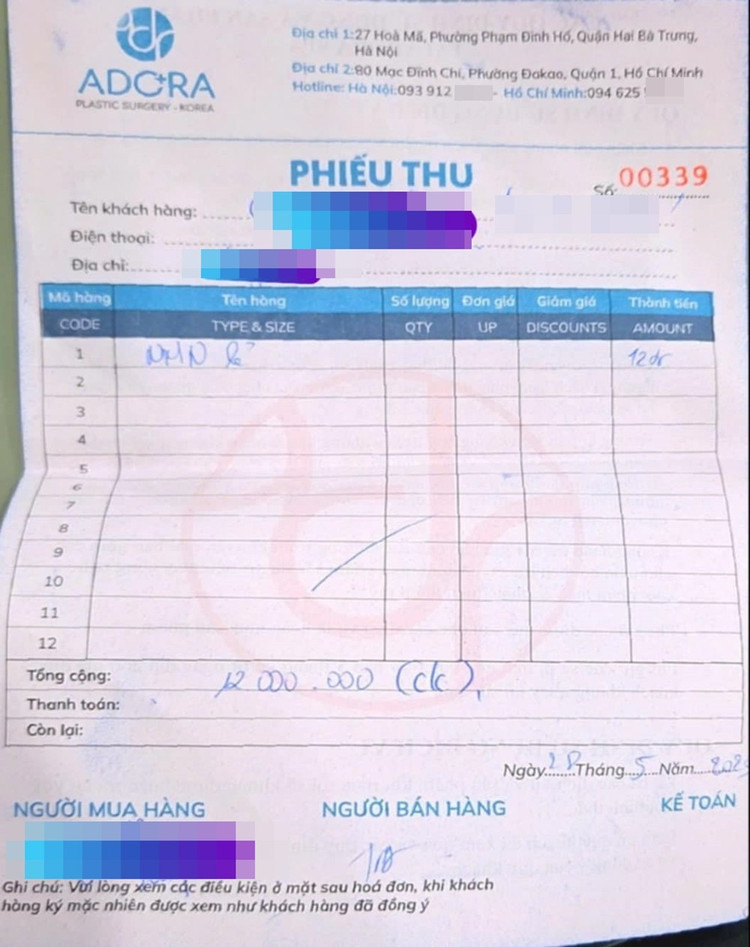 ADORA
PLASTIC SURGERY - KOREA
Địa chỉ 1:27 Hoà Mã, Phường Phạm Đình Hổ, Quận Hai Bà Trưng,
Hà Nội
Địa chỉ 2:80 Mạc Đĩnh Chi, Phường Đakao, Quận 1, Hồ Chí Minh
Hotline: Hà Nội:093 912 - Hồ Chí Minh:094 625
PHIẾU THU
Số: 00339
Tên khách hàng:
Điện thoại:
Địa chỉ:
Mã hàng Tên hàng Số lượng Đơn giá Giảm giá Thành tiền
CODE TYPE & SIZE QTY UP DISCOUNTS AMOUNT
1
2
3
4
5
6
7
8
9
10
11
12
Tổng cộng: 12 000.000 (ck)
Thanh toán:
Còn lại:
Ngày 28 Tháng 5 Năm
NGƯỜI MUA HÀNG NGƯỜI BÁN HÀNG KẾ TOÁN
Ghi chú: Vui lòng xem các điều kiện ở mặt sau hoá đơn, khi khách
hàng ký mặc nhiên được xem như khách hàng đã đồng ý